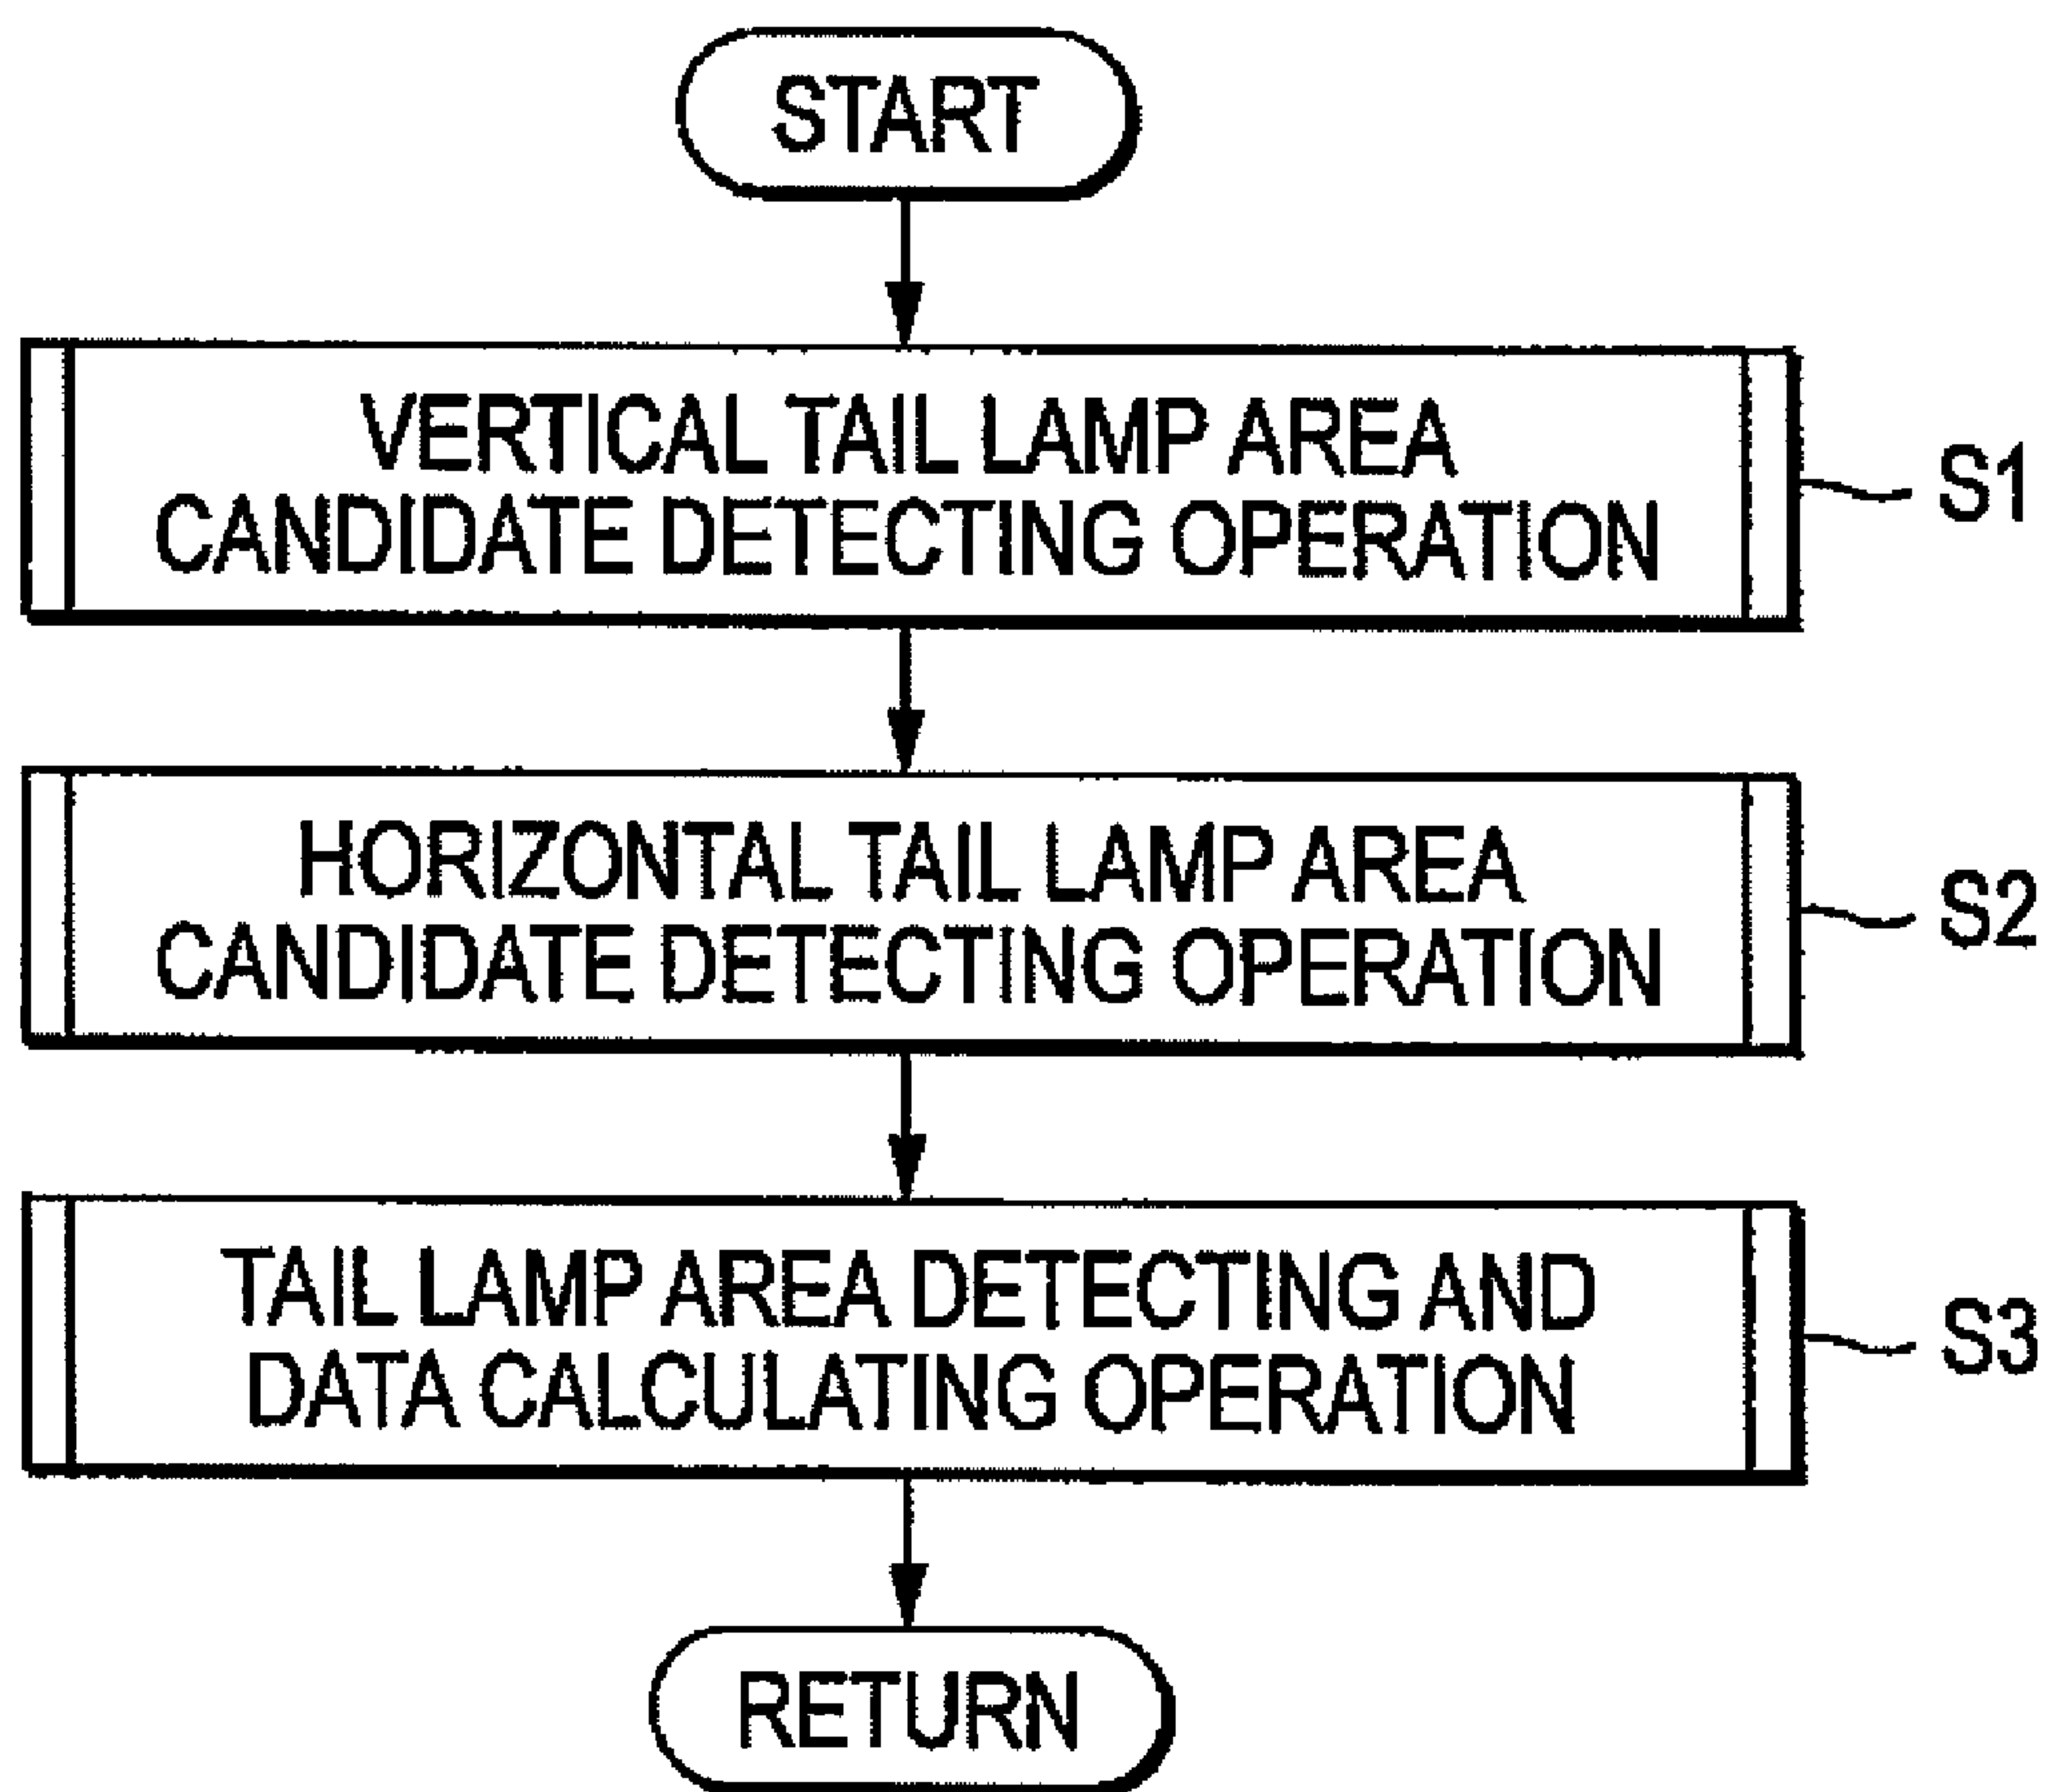 START
VERTICAL TAIL LAMP AREA
CANDIDATE DETECTING OPERATION
S1
HORIZONTAL TAIL LAMP AREA
CANDIDATE DETECTING OPERATION
S2
TAIL LAMP AREA DETECTING AND
DATA CALCULATING OPERATION
S3
RETURN